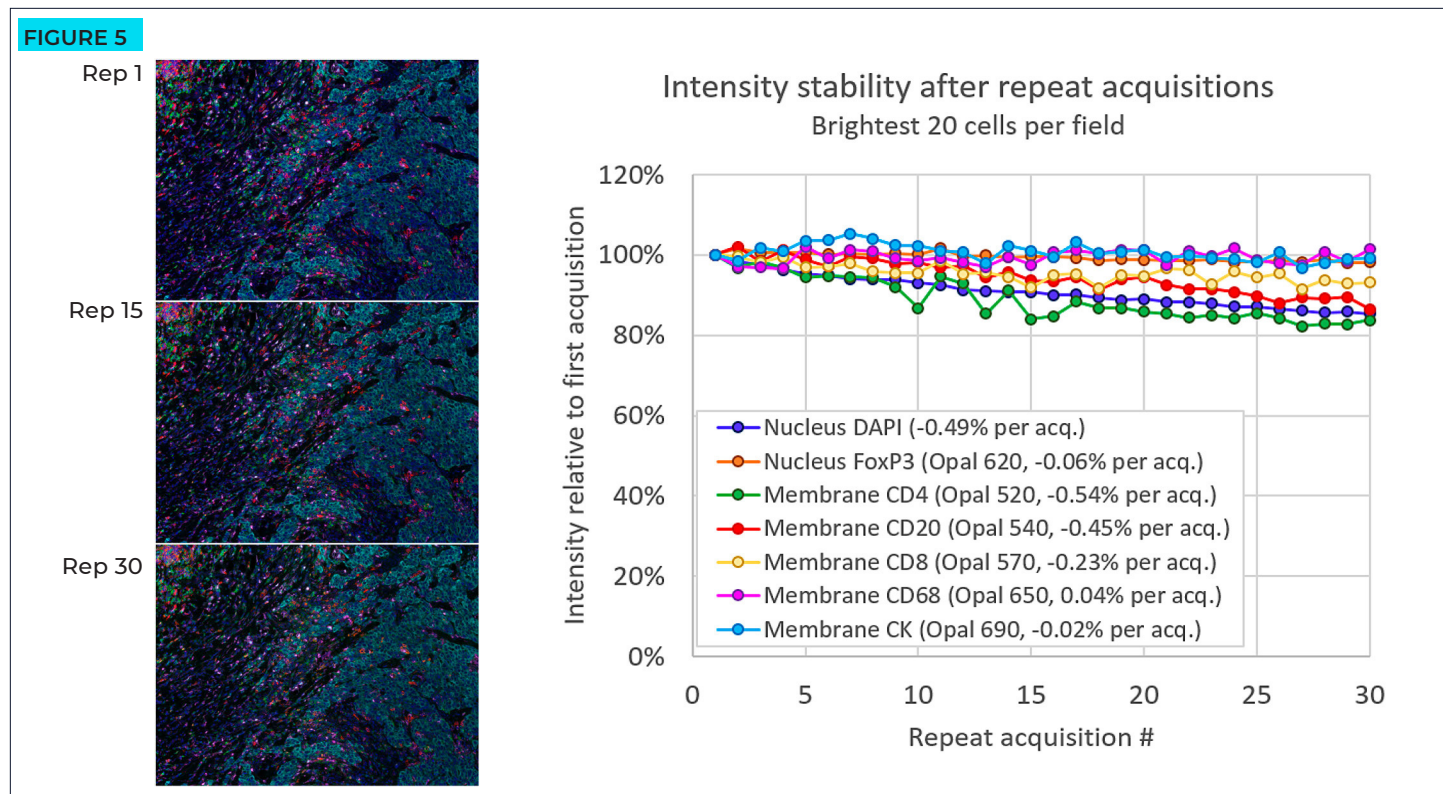 FIGURE 5
Rep 1
Rep 15
Rep 30
Intensity stability after repeat acquisitions
Brightest 20 cells per field
Intensity relative to first acquisition
120%
100%
80%
60%
40%
20%
0%
Nucleus DAPI (-0.49% per acq.)
Nucleus FoxP3 (Opal 620, -0.06% per acq.)
Membrane CD4 (Opal 520, -0.54% per acq.)
Membrane CD20 (Opal 540, -0.45% per acq.)
Membrane CD8 (Opal 570, -0.23% per acq.)
Membrane CD68 (Opal 650, 0.04% per acq.)
Membrane CK (Opal 690, -0.02% per acq.)
0 5 10 15 20 25 30
Repeat acquisition #